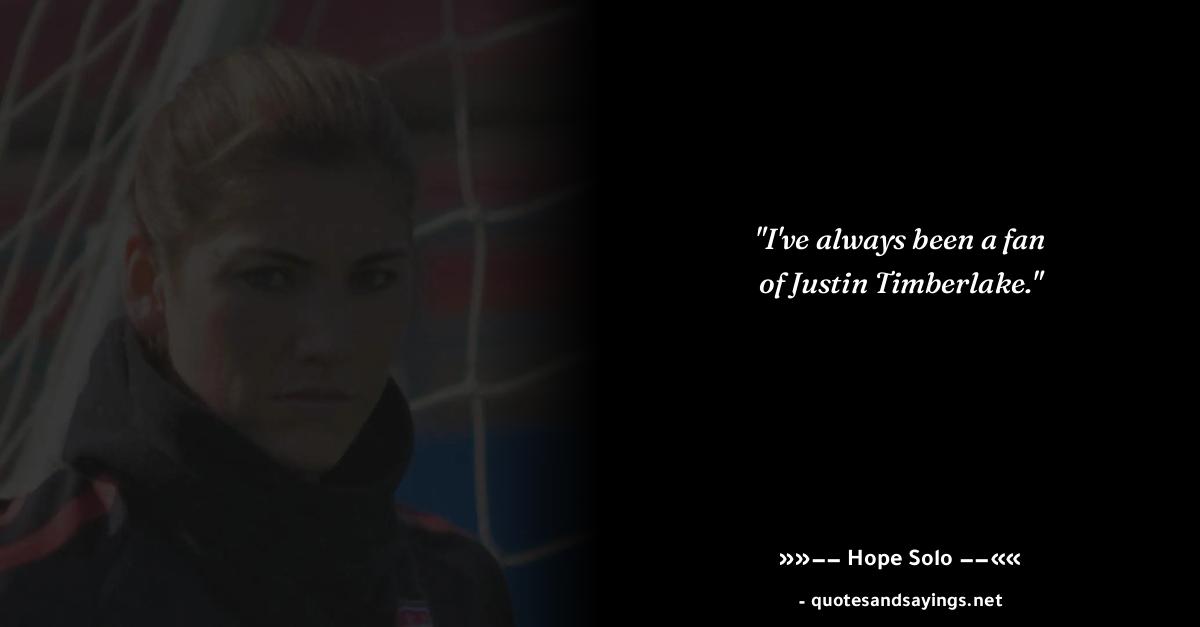 "I've always been a fan
of Justin Timberlake."
»»–– Hope Solo ––««
- quotesandsayings.net